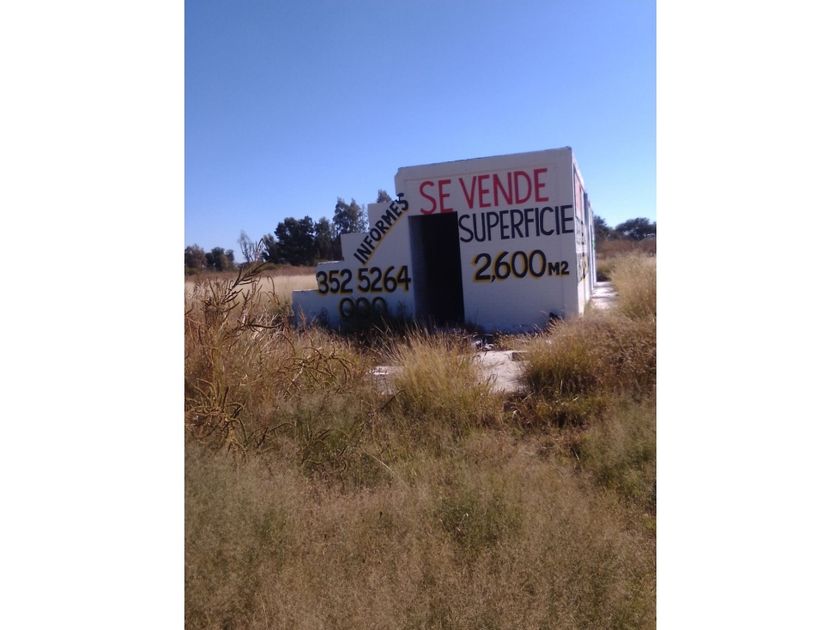 SE VENDE
SUPERFICIE
2,600 M2
INFORMES
352 5264
000